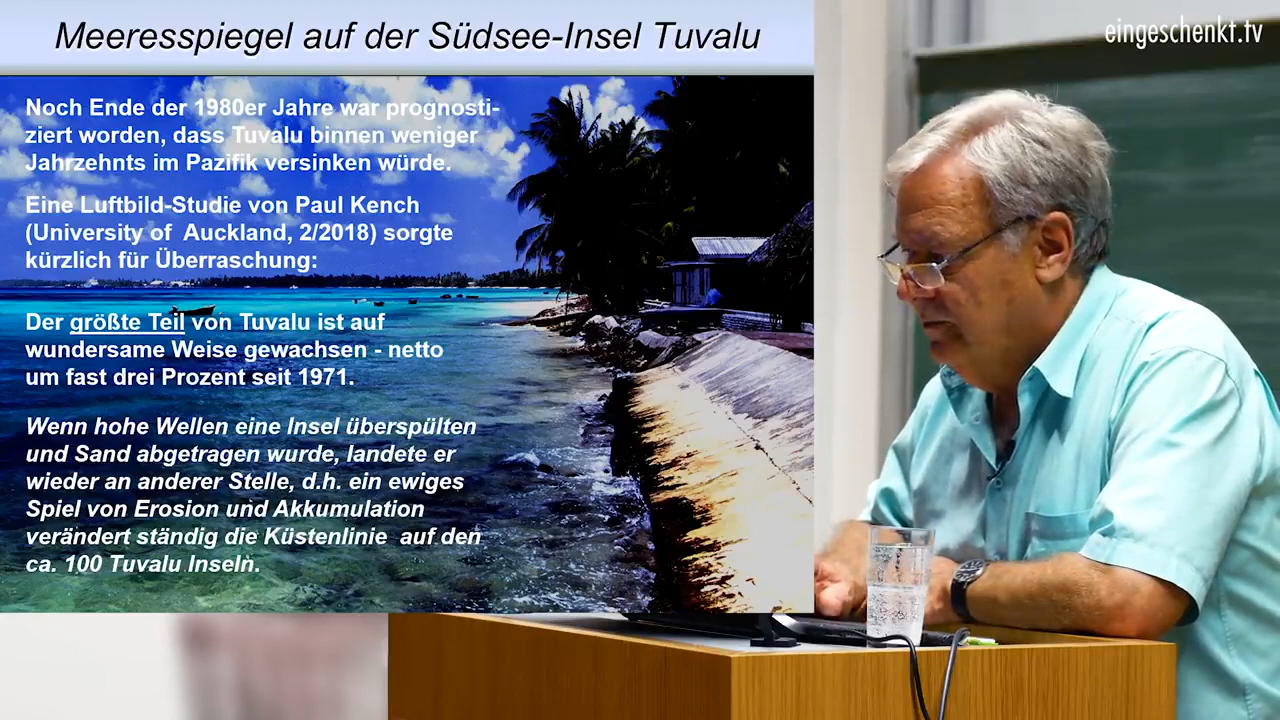 Meeresspiegel auf der Südsee-Insel Tuvalu
eingeschenkt.tv
Noch Ende der 1980er Jahre war prognosti-
ziert worden, dass Tuvalu binnen weniger
Jahrzehnts im Pazifik versinken würde.
Eine Luftbild-Studie von Paul Kench
(University of Auckland, 2/2018) sorgte
kürzlich für Überraschung:
Der größte Teil von Tuvalu ist auf
wundersame Weise gewachsen - netto
um fast drei Prozent seit 1971.
Wenn hohe Wellen eine Insel überspülten
und Sand abgetragen wurde, landete er
wieder an anderer Stelle, d.h. ein ewiges
Spiel von Erosion und Akkumulation
verändert ständig die Küstenlinie auf den
ca. 100 Tuvalu Inseln.